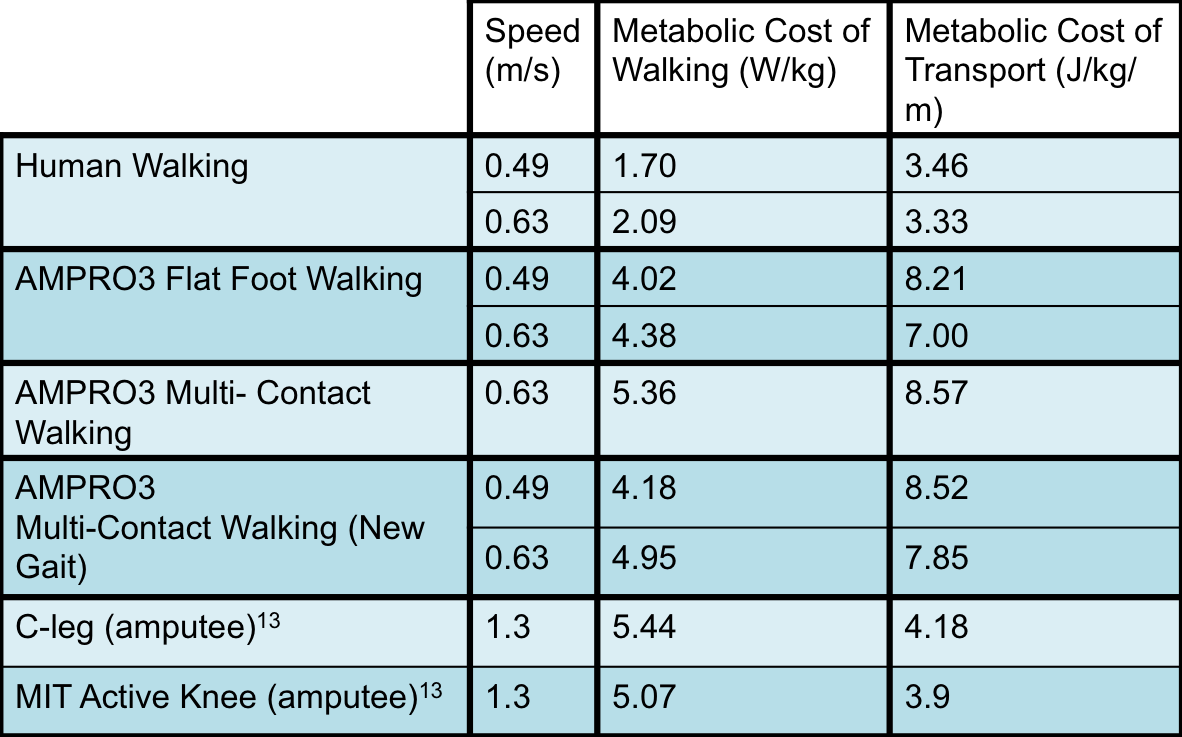 Speed (m/s) Metabolic Cost of Walking (W/kg) Metabolic Cost of Transport (J/kg/m)
Human Walking 0.49 1.70 3.46
0.63 2.09 3.33
AMPRO3 Flat Foot Walking 0.49 4.02 8.21
0.63 4.38 7.00
AMPRO3 Multi- Contact Walking 0.63 5.36 8.57
AMPRO3 Multi-Contact Walking (New Gait) 0.49 4.18 8.52
0.63 4.95 7.85
C-leg (amputee)¹³ 1.3 5.44 4.18
MIT Active Knee (amputee)¹³ 1.3 5.07 3.9